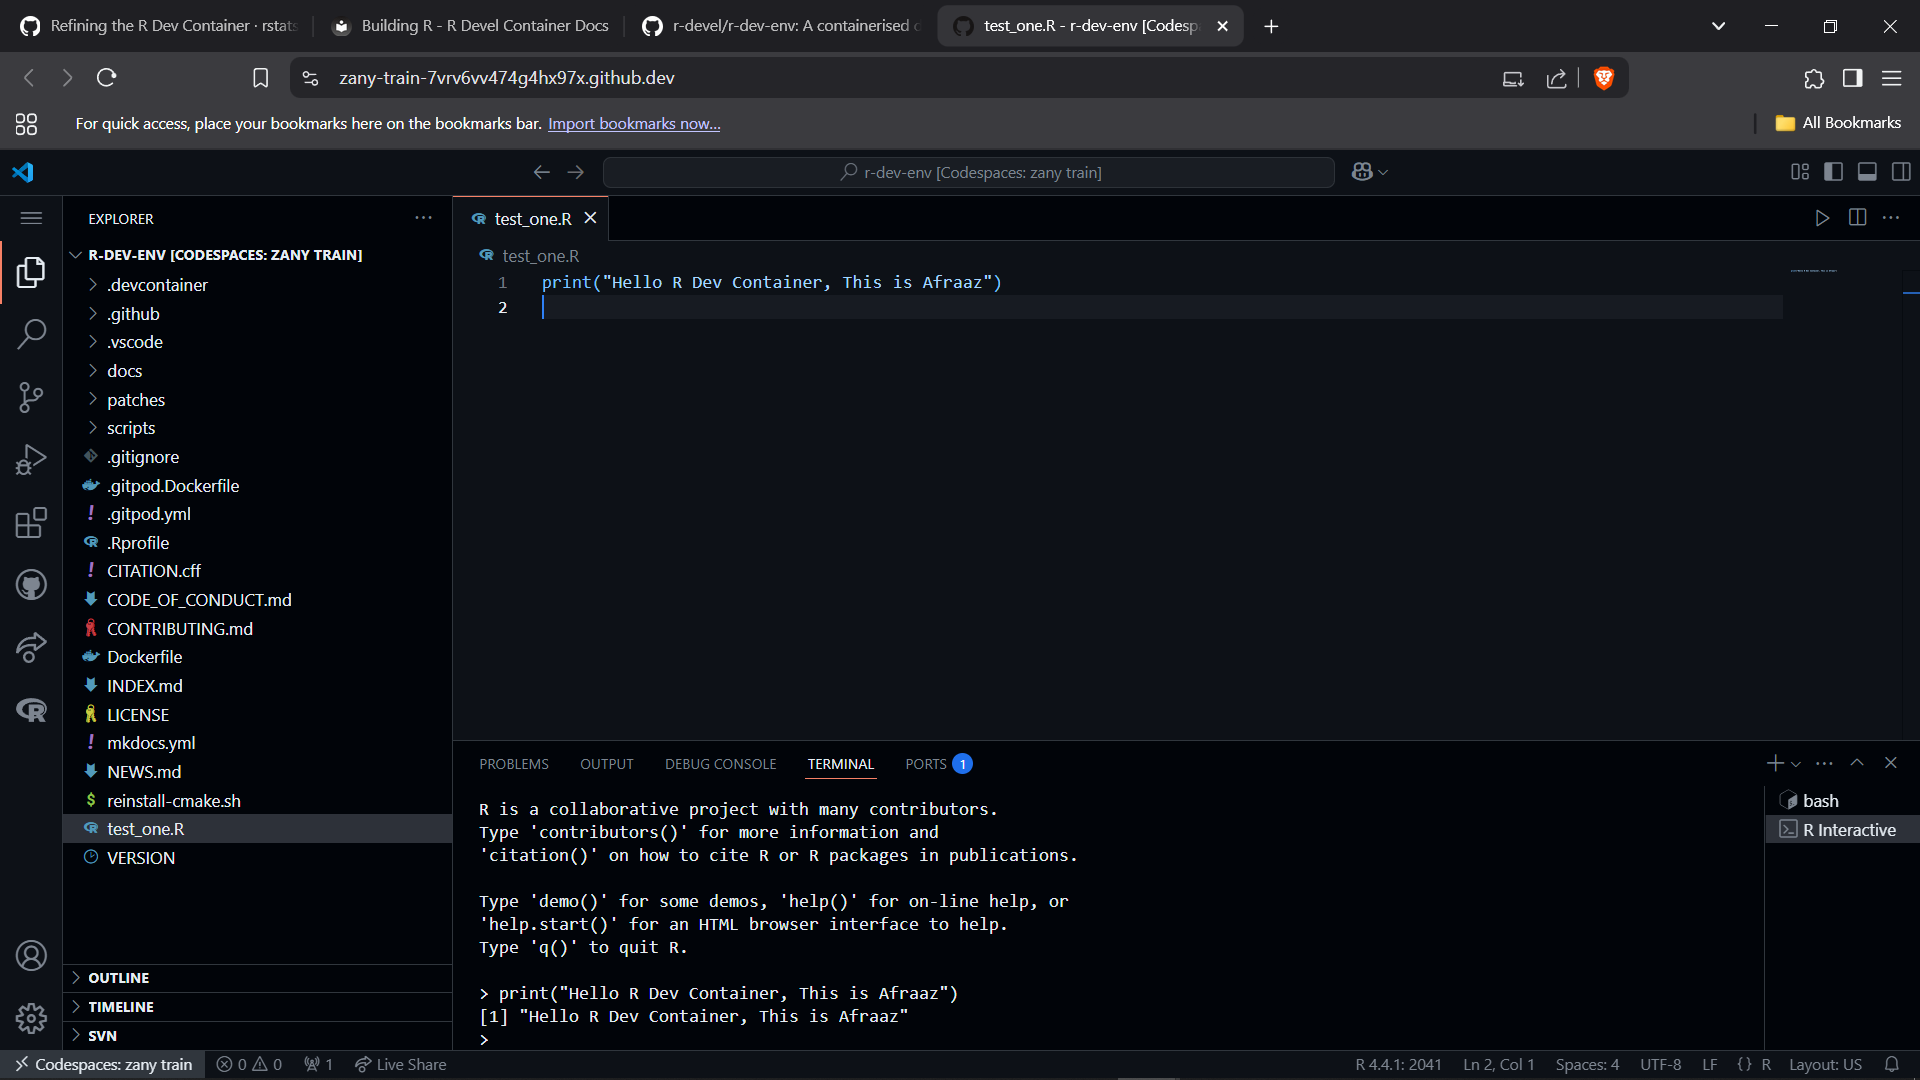 Refining the R Dev Container · rstats
Building R - R Devel Container Docs
r-devel/r-dev-env: A containerised
test_one.R - r-dev-env [Codesp
zany-train-7vrv6vv474g4hx97x.github.dev
For quick access, place your bookmarks here on the bookmarks bar. Import bookmarks now...
All Bookmarks
r-dev-env [Codespaces: zany train]
EXPLORER
R-DEV-ENV [CODESPACES: ZANY TRAIN]
.devcontainer
.github
.vscode
docs
patches
scripts
.gitignore
.gitpod.Dockerfile
.gitpod.yml
.Rprofile
CITATION.cff
CODE_OF_CONDUCT.md
CONTRIBUTING.md
Dockerfile
INDEX.md
LICENSE
mkdocs.yml
NEWS.md
reinstall-cmake.sh
test_one.R
VERSION
OUTLINE
TIMELINE
SVN
test_one.R
test_one.R
1 print("Hello R Dev Container, This is Afraaz")
2
PROBLEMS OUTPUT DEBUG CONSOLE TERMINAL PORTS 1
R is a collaborative project with many contributors.
Type 'contributors()' for more information and
'citation()' on how to cite R or R packages in publications.
Type 'demo()' for some demos, 'help()' for on-line help, or
'help.start()' for an HTML browser interface to help.
Type 'q()' to quit R.
> print("Hello R Dev Container, This is Afraaz")
[1] "Hello R Dev Container, This is Afraaz"
>
bash
R Interactive
Codespaces: zany train 0 0 1 Live Share R 4.4.1: 2041 Ln 2, Col 1 Spaces: 4 UTF-8 LF {} R Layout: US